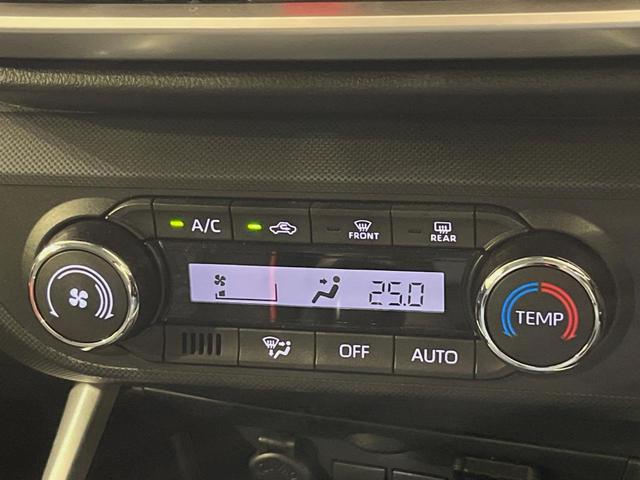 A/C
FRONT
REAR
25.0
TEMP
OFF
AUTO